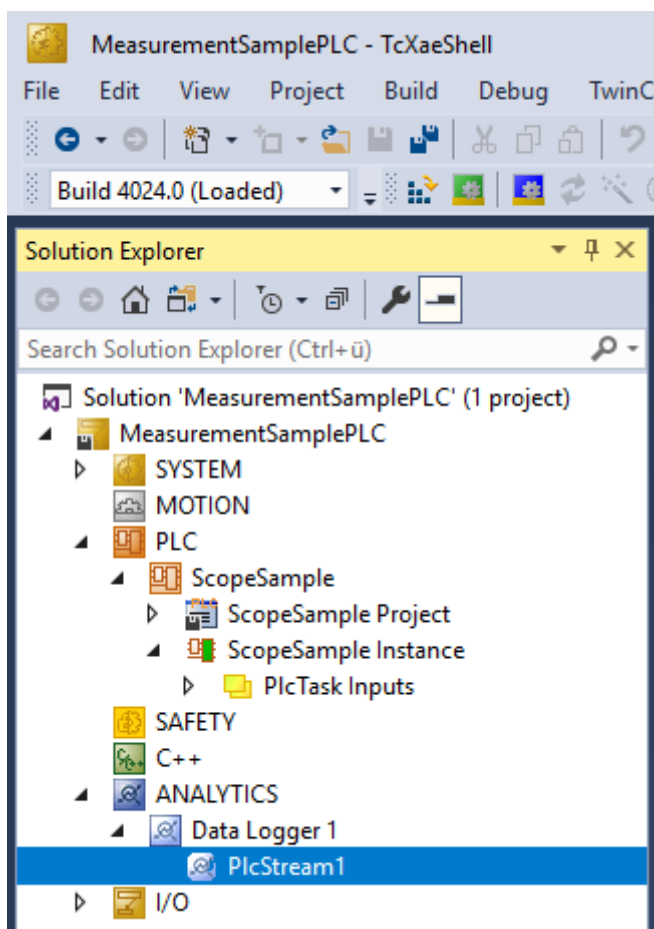 MeasurementSamplePLC - TcXaeShell
File Edit View Project Build Debug TwinC
Build 4024.0 (Loaded)
Solution Explorer
Search Solution Explorer (Ctrl+ü)
Solution 'MeasurementSamplePLC' (1 project)
MeasurementSamplePLC
SYSTEM
MOTION
PLC
ScopeSample
ScopeSample Project
ScopeSample Instance
PlcTask Inputs
SAFETY
C++
ANALYTICS
Data Logger 1
PlcStream1
I/O